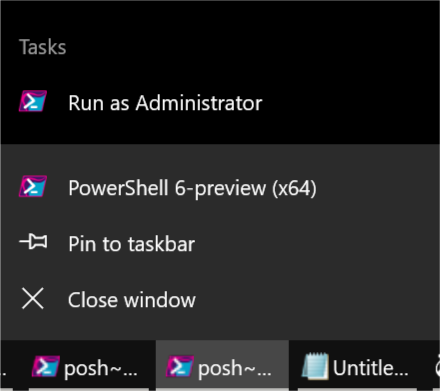 Tasks
Run as Administrator
PowerShell 6-preview (x64)
Pin to taskbar
Close window
posh~... posh~... Untitle...